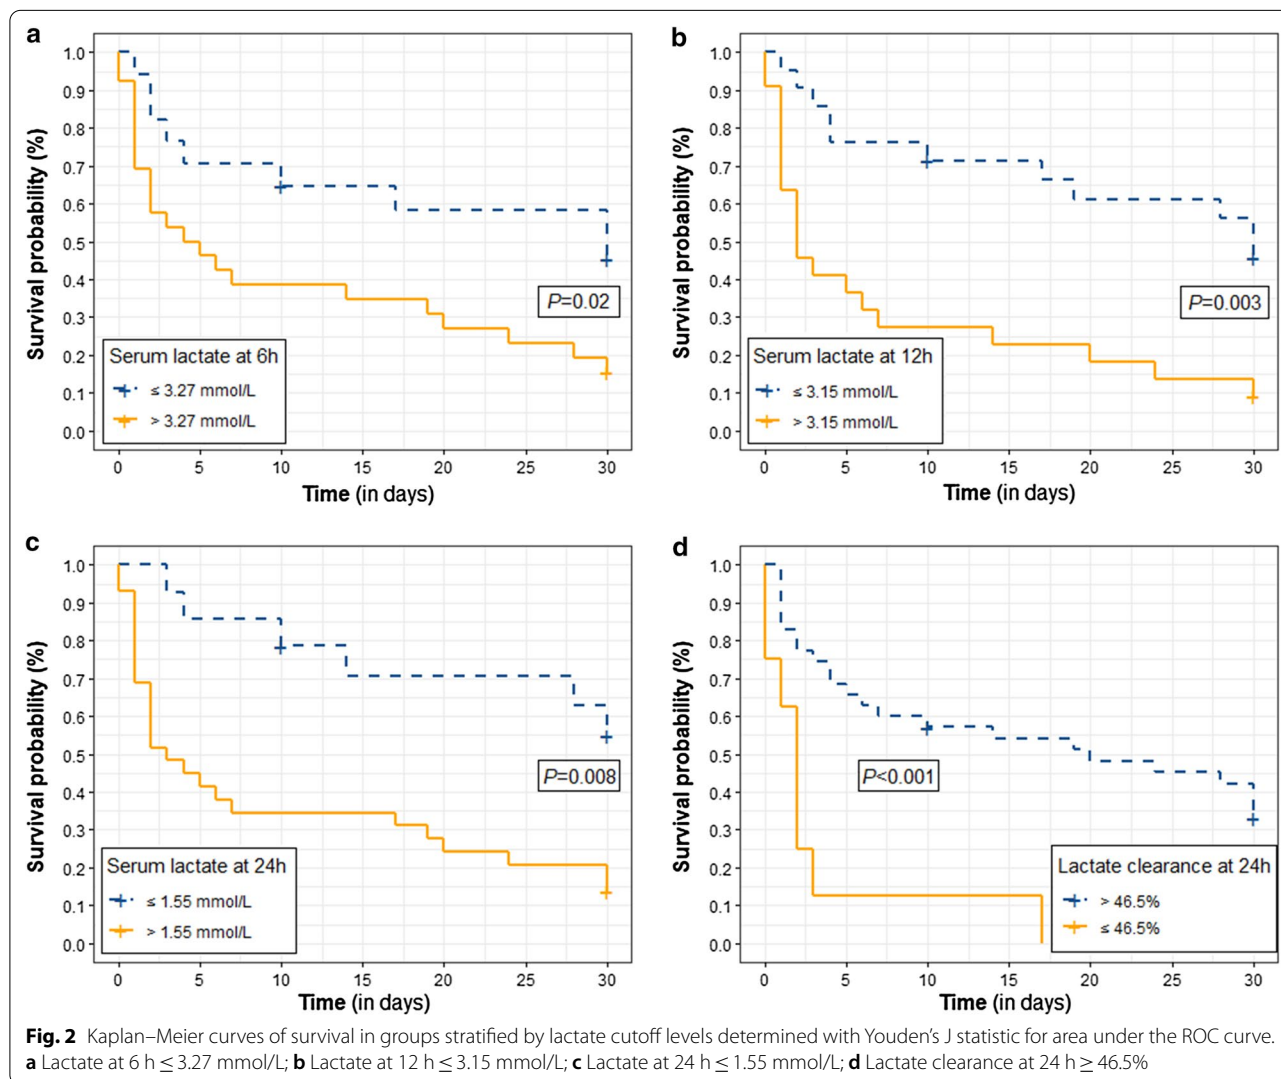 a
1.0
0.9
0.8
0.7
0.6
0.5
0.4
0.3
0.2
0.1
0.0
Survival probability (%)
P=0.02
Serum lactate at 6h
≤ 3.27 mmol/L
> 3.27 mmol/L
0 5 10 15 20 25 30
Time (in days)
b
1.0
0.9
0.8
0.7
0.6
0.5
0.4
0.3
0.2
0.1
0.0
Survival probability (%)
P=0.003
Serum lactate at 12h
≤ 3.15 mmol/L
> 3.15 mmol/L
0 5 10 15 20 25 30
Time (in days)
c
1.0
0.9
0.8
0.7
0.6
0.5
0.4
0.3
0.2
0.1
0.0
Survival probability (%)
P=0.008
Serum lactate at 24h
≤ 1.55 mmol/L
> 1.55 mmol/L
0 5 10 15 20 25 30
Time (in days)
d
1.0
0.9
0.8
0.7
0.6
0.5
0.4
0.3
0.2
0.1
0.0
Survival probability (%)
P<0.001
Lactate clearance at 24h
> 46.5%
≤ 46.5%
0 5 10 15 20 25 30
Time (in days)
Fig. 2 Kaplan–Meier curves of survival in groups stratified by lactate cutoff levels determined with Youden's J statistic for area under the ROC curve.
a Lactate at 6 h ≤ 3.27 mmol/L; b Lactate at 12 h ≤ 3.15 mmol/L; c Lactate at 24 h ≤ 1.55 mmol/L; d Lactate clearance at 24 h ≥ 46.5%